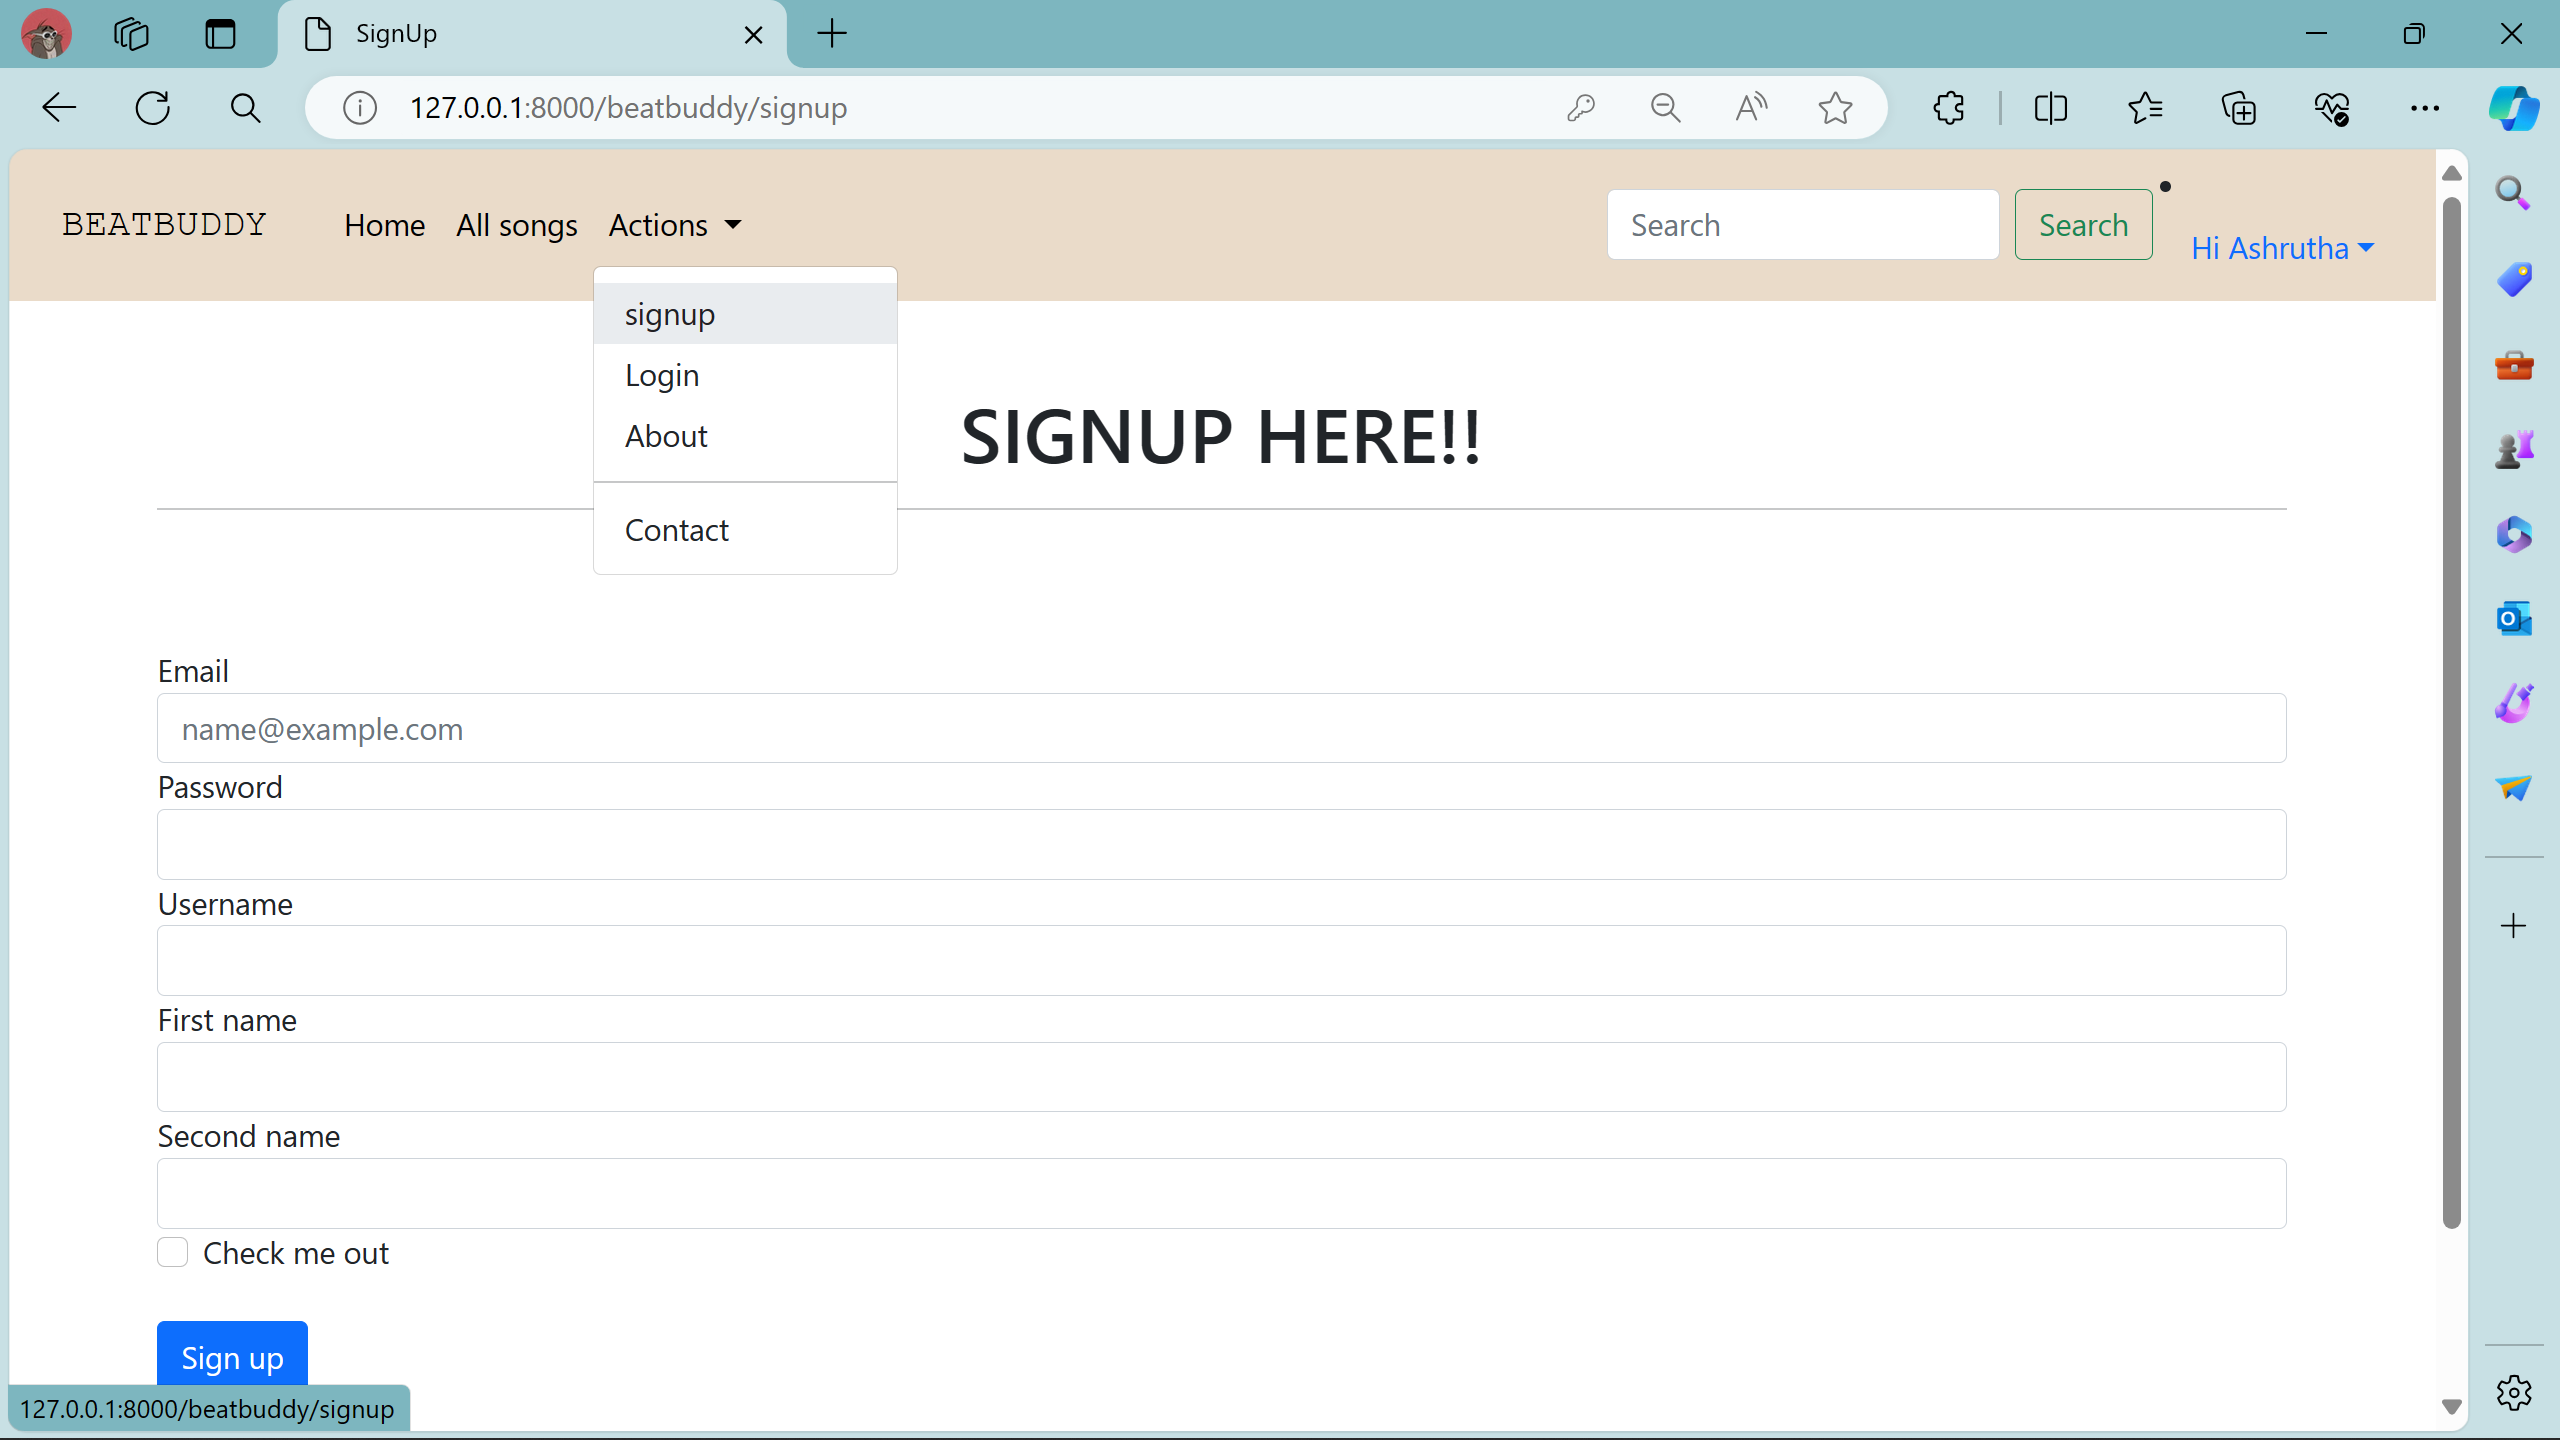 SignUp
127.0.0.1:8000/beatbuddy/signup
BEATBUDDY Home All songs Actions Search Search Hi Ashrutha
signup
Login
About
Contact
SIGNUP HERE!!
Email
name@example.com
Password
Username
First name
Second name
Check me out
Sign up
127.0.0.1:8000/beatbuddy/signup